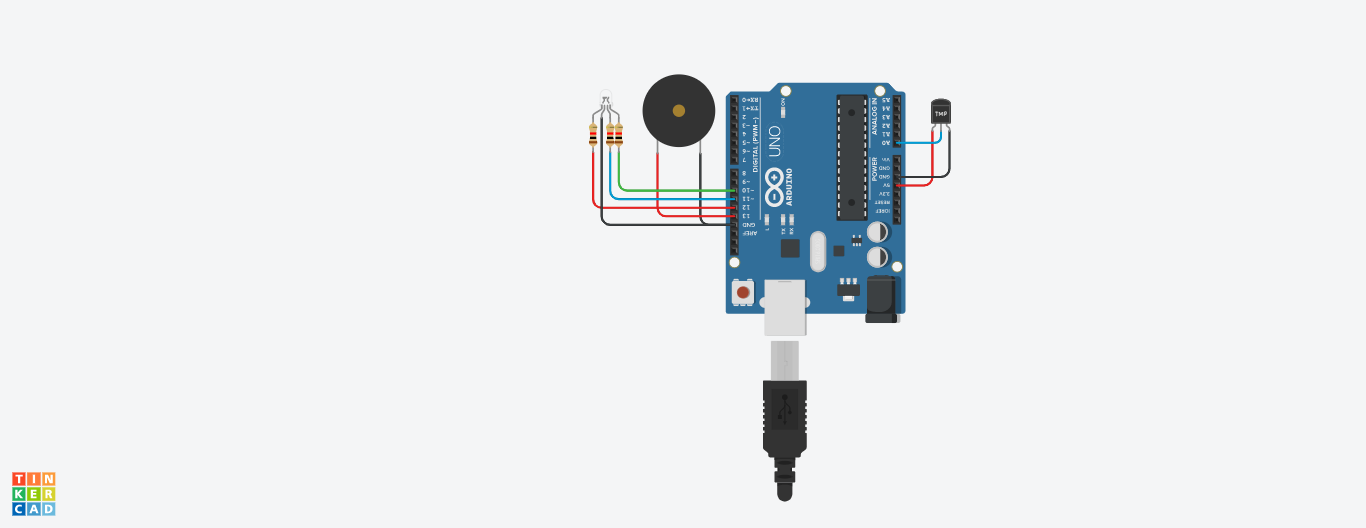 RX←0
TX→1
2
~3
4
~5
~6
7
8
~9
~10
~11
12
13
GND
AREF
DIGITAL (PWM~)
ON
UNO
ARDUINO
L
TX
RX
ANALOG IN
A5
A4
A3
A2
A1
A0
POWER
Vin
GND
GND
5V
3.3V
RESET
IOREF
TMP
TIN
KER
CAD